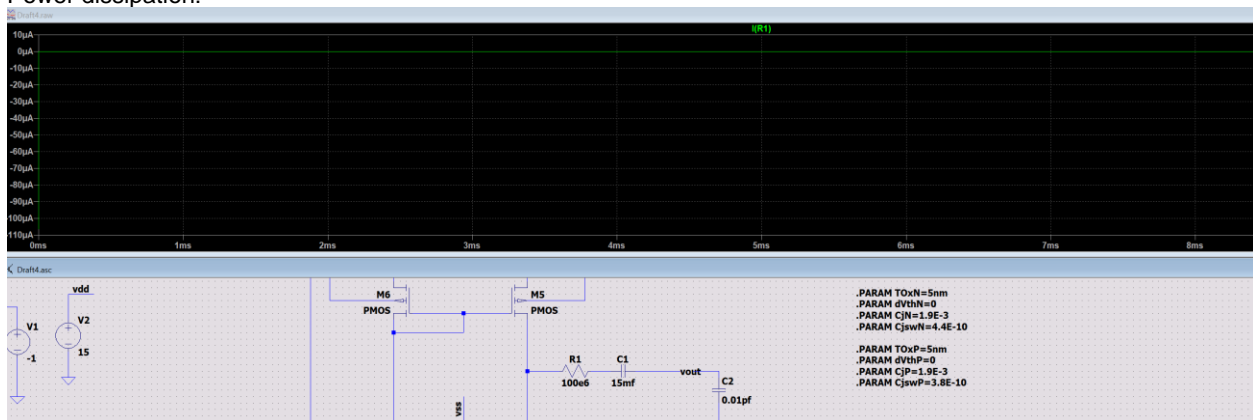 Power dissipation:
Draft4.raw
I(R1)
10µA
0µA
-10µA
-20µA
-30µA
-40µA
-50µA
-60µA
-70µA
-80µA
-90µA
100µA
110µA
0ms 1ms 2ms 3ms 4ms 5ms 6ms 7ms 8ms
Draft4.asc
vdd
V1
-1
V2
15
M6
PMOS
M5
PMOS
R1
100e6
C1
15mf
vout
C2
0.01pf
vss
.PARAM TOxN=5nm
.PARAM dVthN=0
.PARAM CjN=1.9E-3
.PARAM CjswN=4.4E-10
.PARAM TOxP=5nm
.PARAM dVthP=0
.PARAM CjP=1.9E-3
.PARAM CjswP=3.8E-10